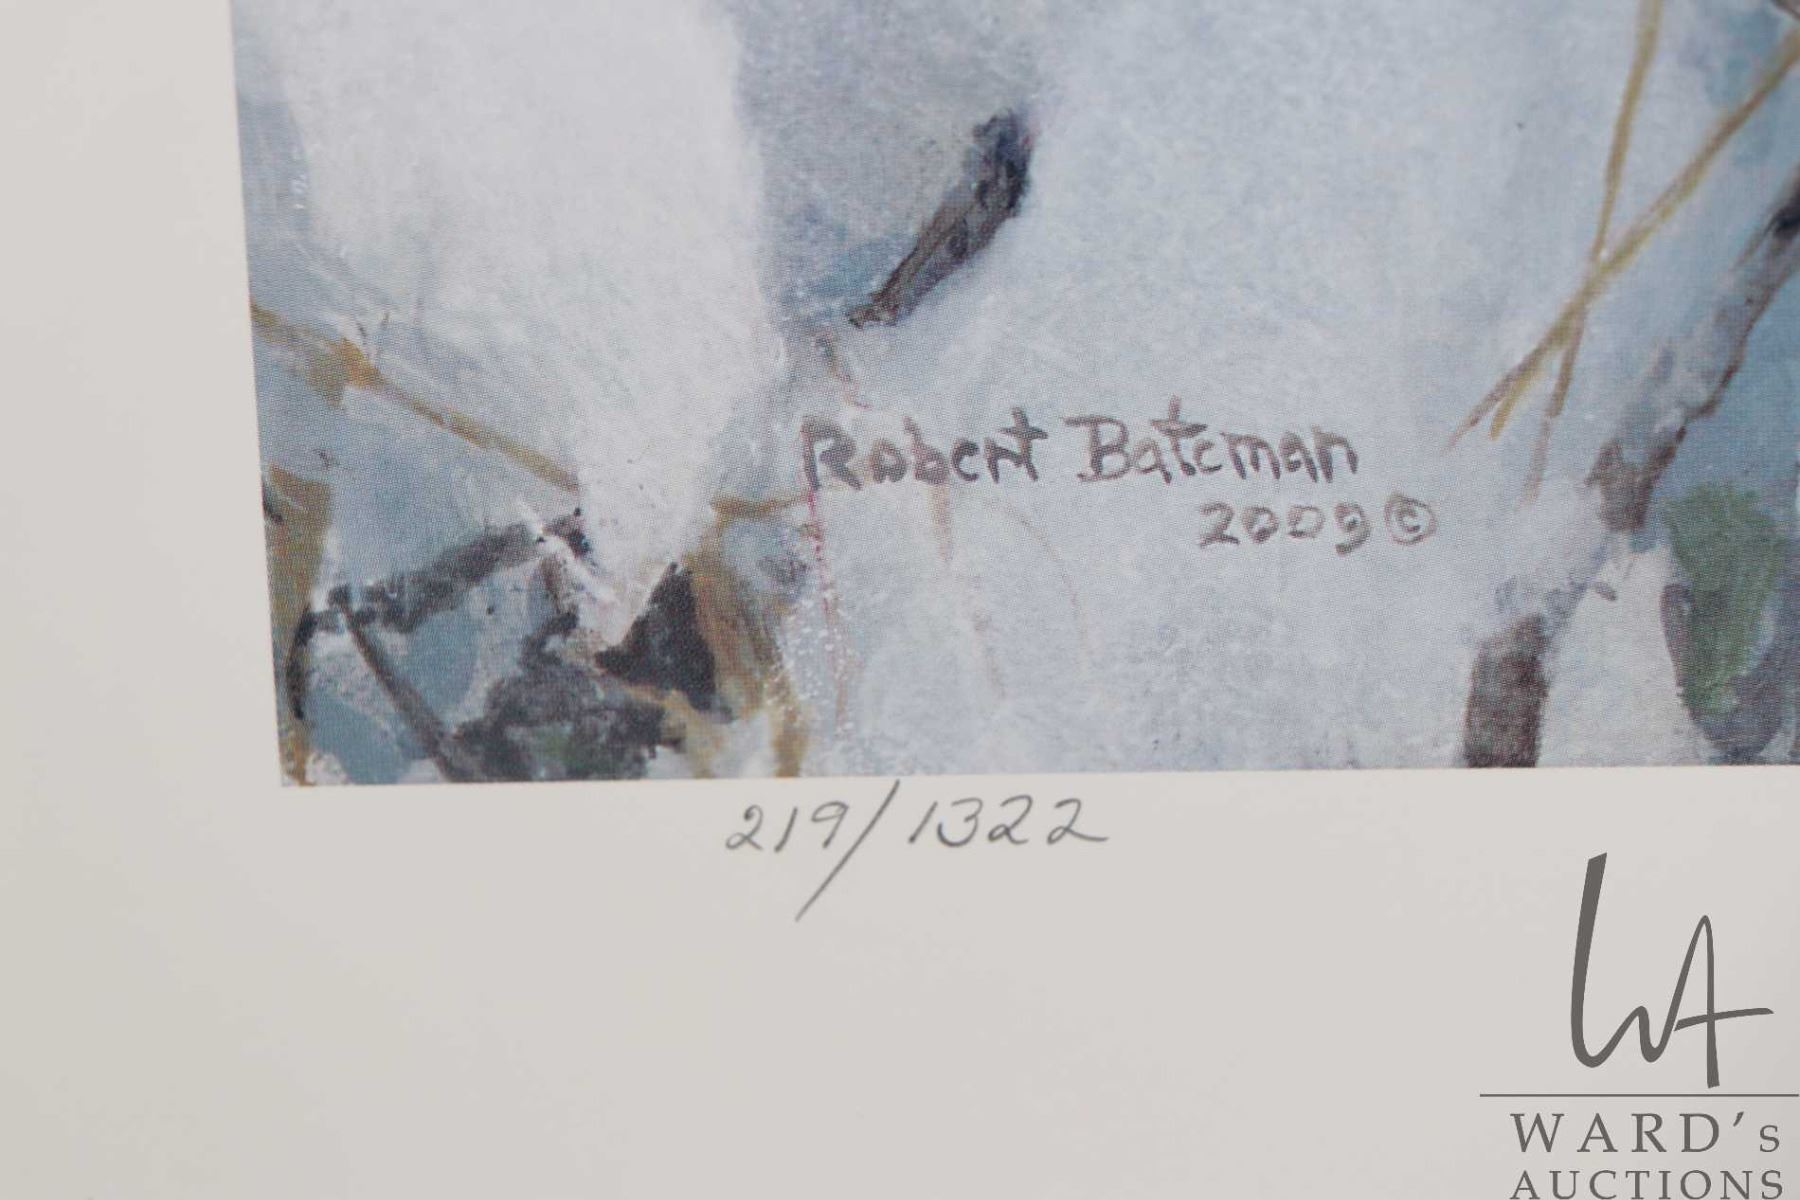 Robert Bateman
2009 ©
219/1322
WARD's
AUCTIONS